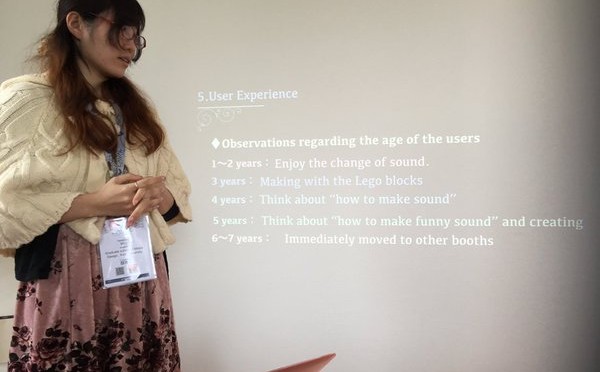 5.User Experience
♦Observations regarding the age of the users
1～2 years： Enjoy the change of sound.
3 years： Making with the Lego blocks
4 years： Think about "how to make sound"
5 years： Think about "how to make funny sound" and creating
6～7 years： Immediately moved to other booths